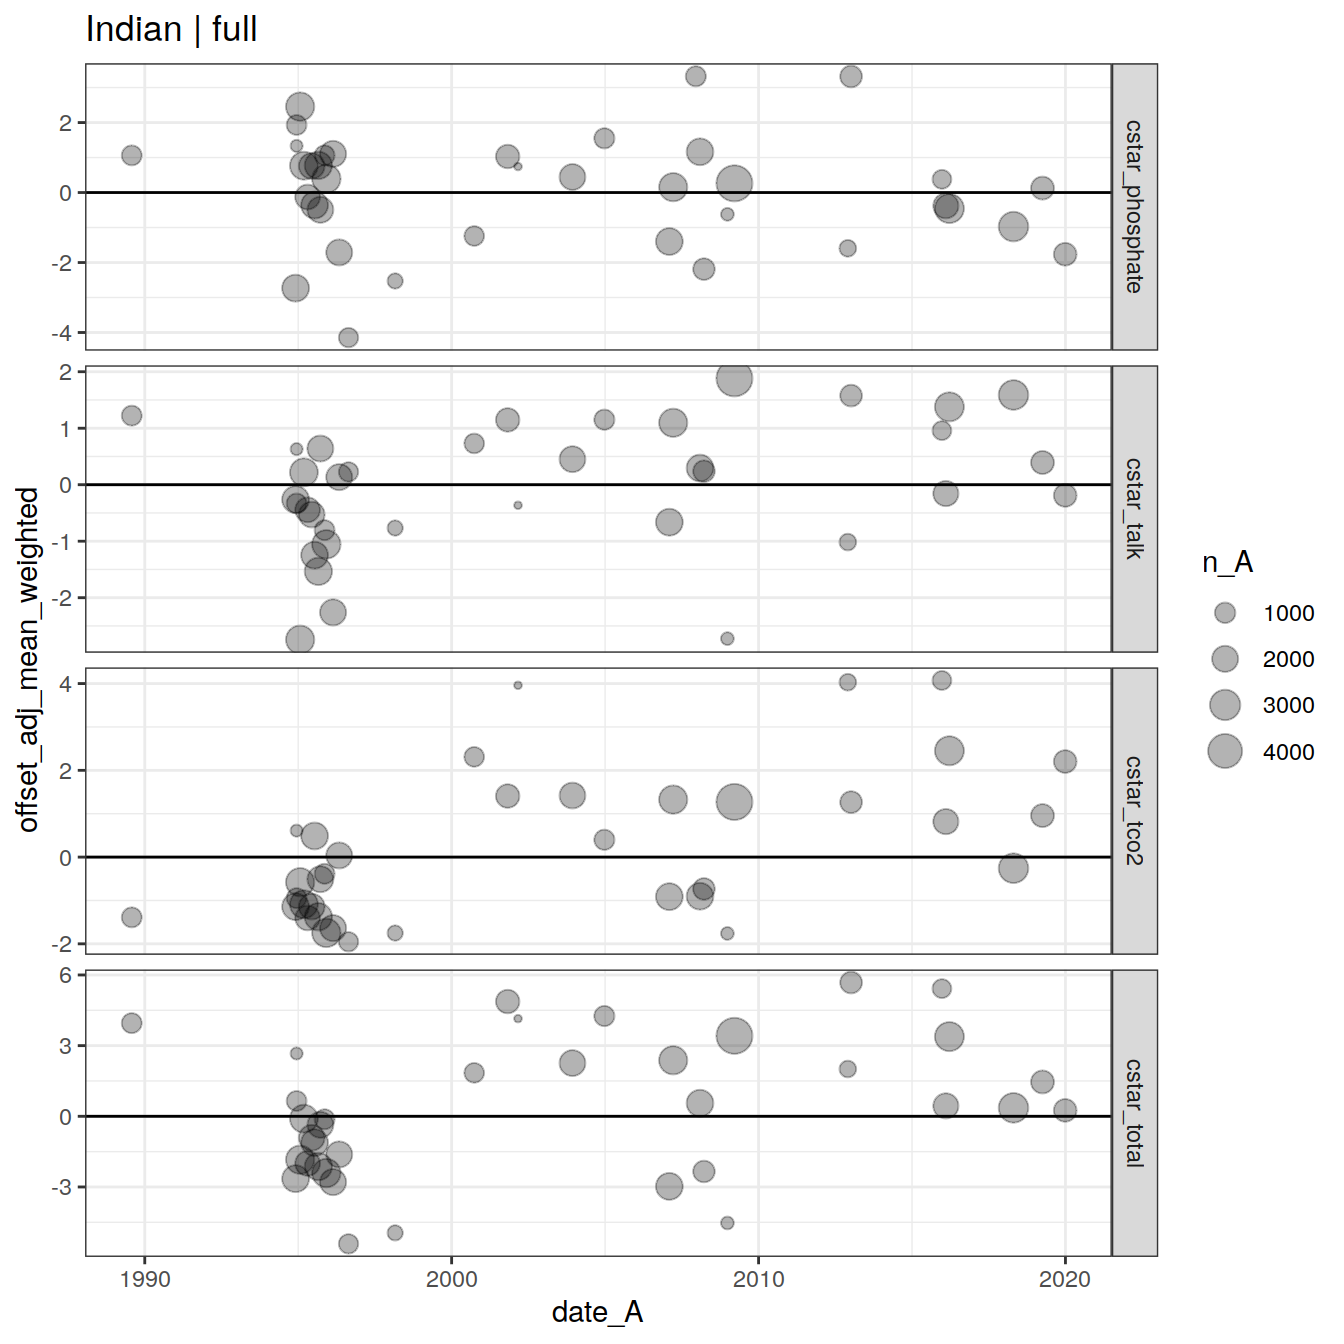 Indian | full
offset_adj_mean_weighted
2
0
-2
-4
cstar_phosphate
2
1
0
-1
-2
cstar_talk
4
2
0
-2
cstar_tco2
6
3
0
-3
cstar_total
1990 2000 2010 2020
date_A
n_A
1000
2000
3000
4000